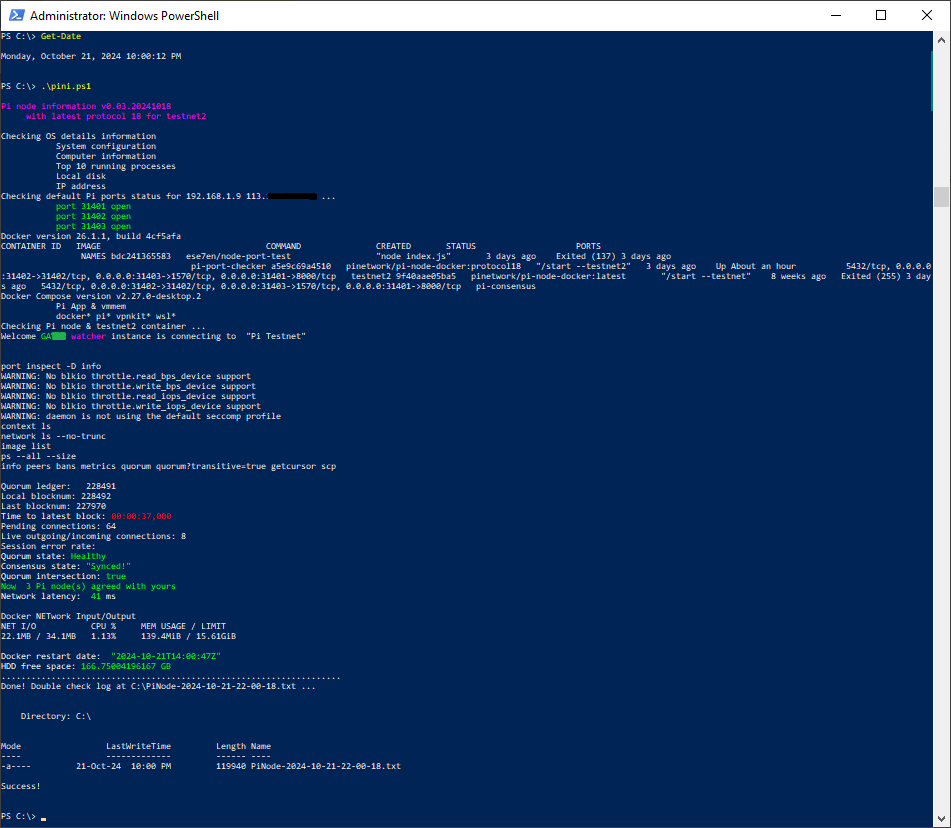 Administrator: Windows PowerShell
PS C:\> Get-Date
Monday, October 21, 2024 10:00:12 PM
PS C:\> .\pini.ps1
Pi node information v0.03.20241018
with latest protocol 18 for testnet2
Checking OS details information
System configuration
Computer information
Top 10 running processes
Local disk
IP address
Checking default Pi ports status for 192.168.1.9 113. ...
port 31401 open
port 31402 open
port 31403 open
Docker version 26.1.1, build 4cf5afa
CONTAINER ID IMAGE COMMAND CREATED STATUS PORTS
NAMES bdc241365583 ese7en/node-port-test "node index.js" 3 days ago Exited (137) 3 days ago
pi-port-checker a5e9c69a4510 pinetwork/pi-node-docker:protocol18 "/start --testnet2" 3 days ago Up About an hour 5432/tcp, 0.0.0.0
:31402->31402/tcp, 0.0.0.0:31403->1570/tcp, 0.0.0.0:31401->8000/tcp testnet2 9f40aae05ba5 pinetwork/pi-node-docker:latest "/start --testnet" 8 weeks ago Exited (255) 3 day
s ago 5432/tcp, 0.0.0.0:31402->31402/tcp, 0.0.0.0:31403->1570/tcp, 0.0.0.0:31401->8000/tcp pi-consensus
Docker Compose version v2.27.0-desktop.2
Pi App & vmmem
docker* pi* vpnkit* wsl*
Checking Pi node & testnet2 container ...
Welcome GA watcher instance is connecting to "Pi Testnet"
port inspect -D info
WARNING: No blkio throttle.read_bps_device support
WARNING: No blkio throttle.write_bps_device support
WARNING: No blkio throttle.read_iops_device support
WARNING: No blkio throttle.write_iops_device support
WARNING: daemon is not using the default seccomp profile
context ls
network ls --no-trunc
image list
ps --all --size
info peers bans metrics quorum quorum?transitive=true getcursor scp
Quorum ledger: 228491
Local blocknum: 228492
Last blocknum: 227970
Time to latest block: 00:00:37,000
Pending connections: 64
Live outgoing/incoming connections: 8
Session error rate:
Quorum state: Healthy
Consensus state: "Synced!"
Quorum intersection: true
Now 3 Pi node(s) agreed with yours
Network latency: 41 ms
Docker NETwork Input/Output
NET I/O CPU % MEM USAGE / LIMIT
22.1MB / 34.1MB 1.13% 139.4MiB / 15.61GiB
Docker restart date: "2024-10-21T14:00:47Z"
HDD free space: 166.75004196167 GB
....................................................................
Done! Double check log at C:\PiNode-2024-10-21-22-00-18.txt ...
Directory: C:\
Mode LastWriteTime Length Name
---- ------------- ------ ----
-a---- 21-Oct-24 10:00 PM 119940 PiNode-2024-10-21-22-00-18.txt
Success!
PS C:\>